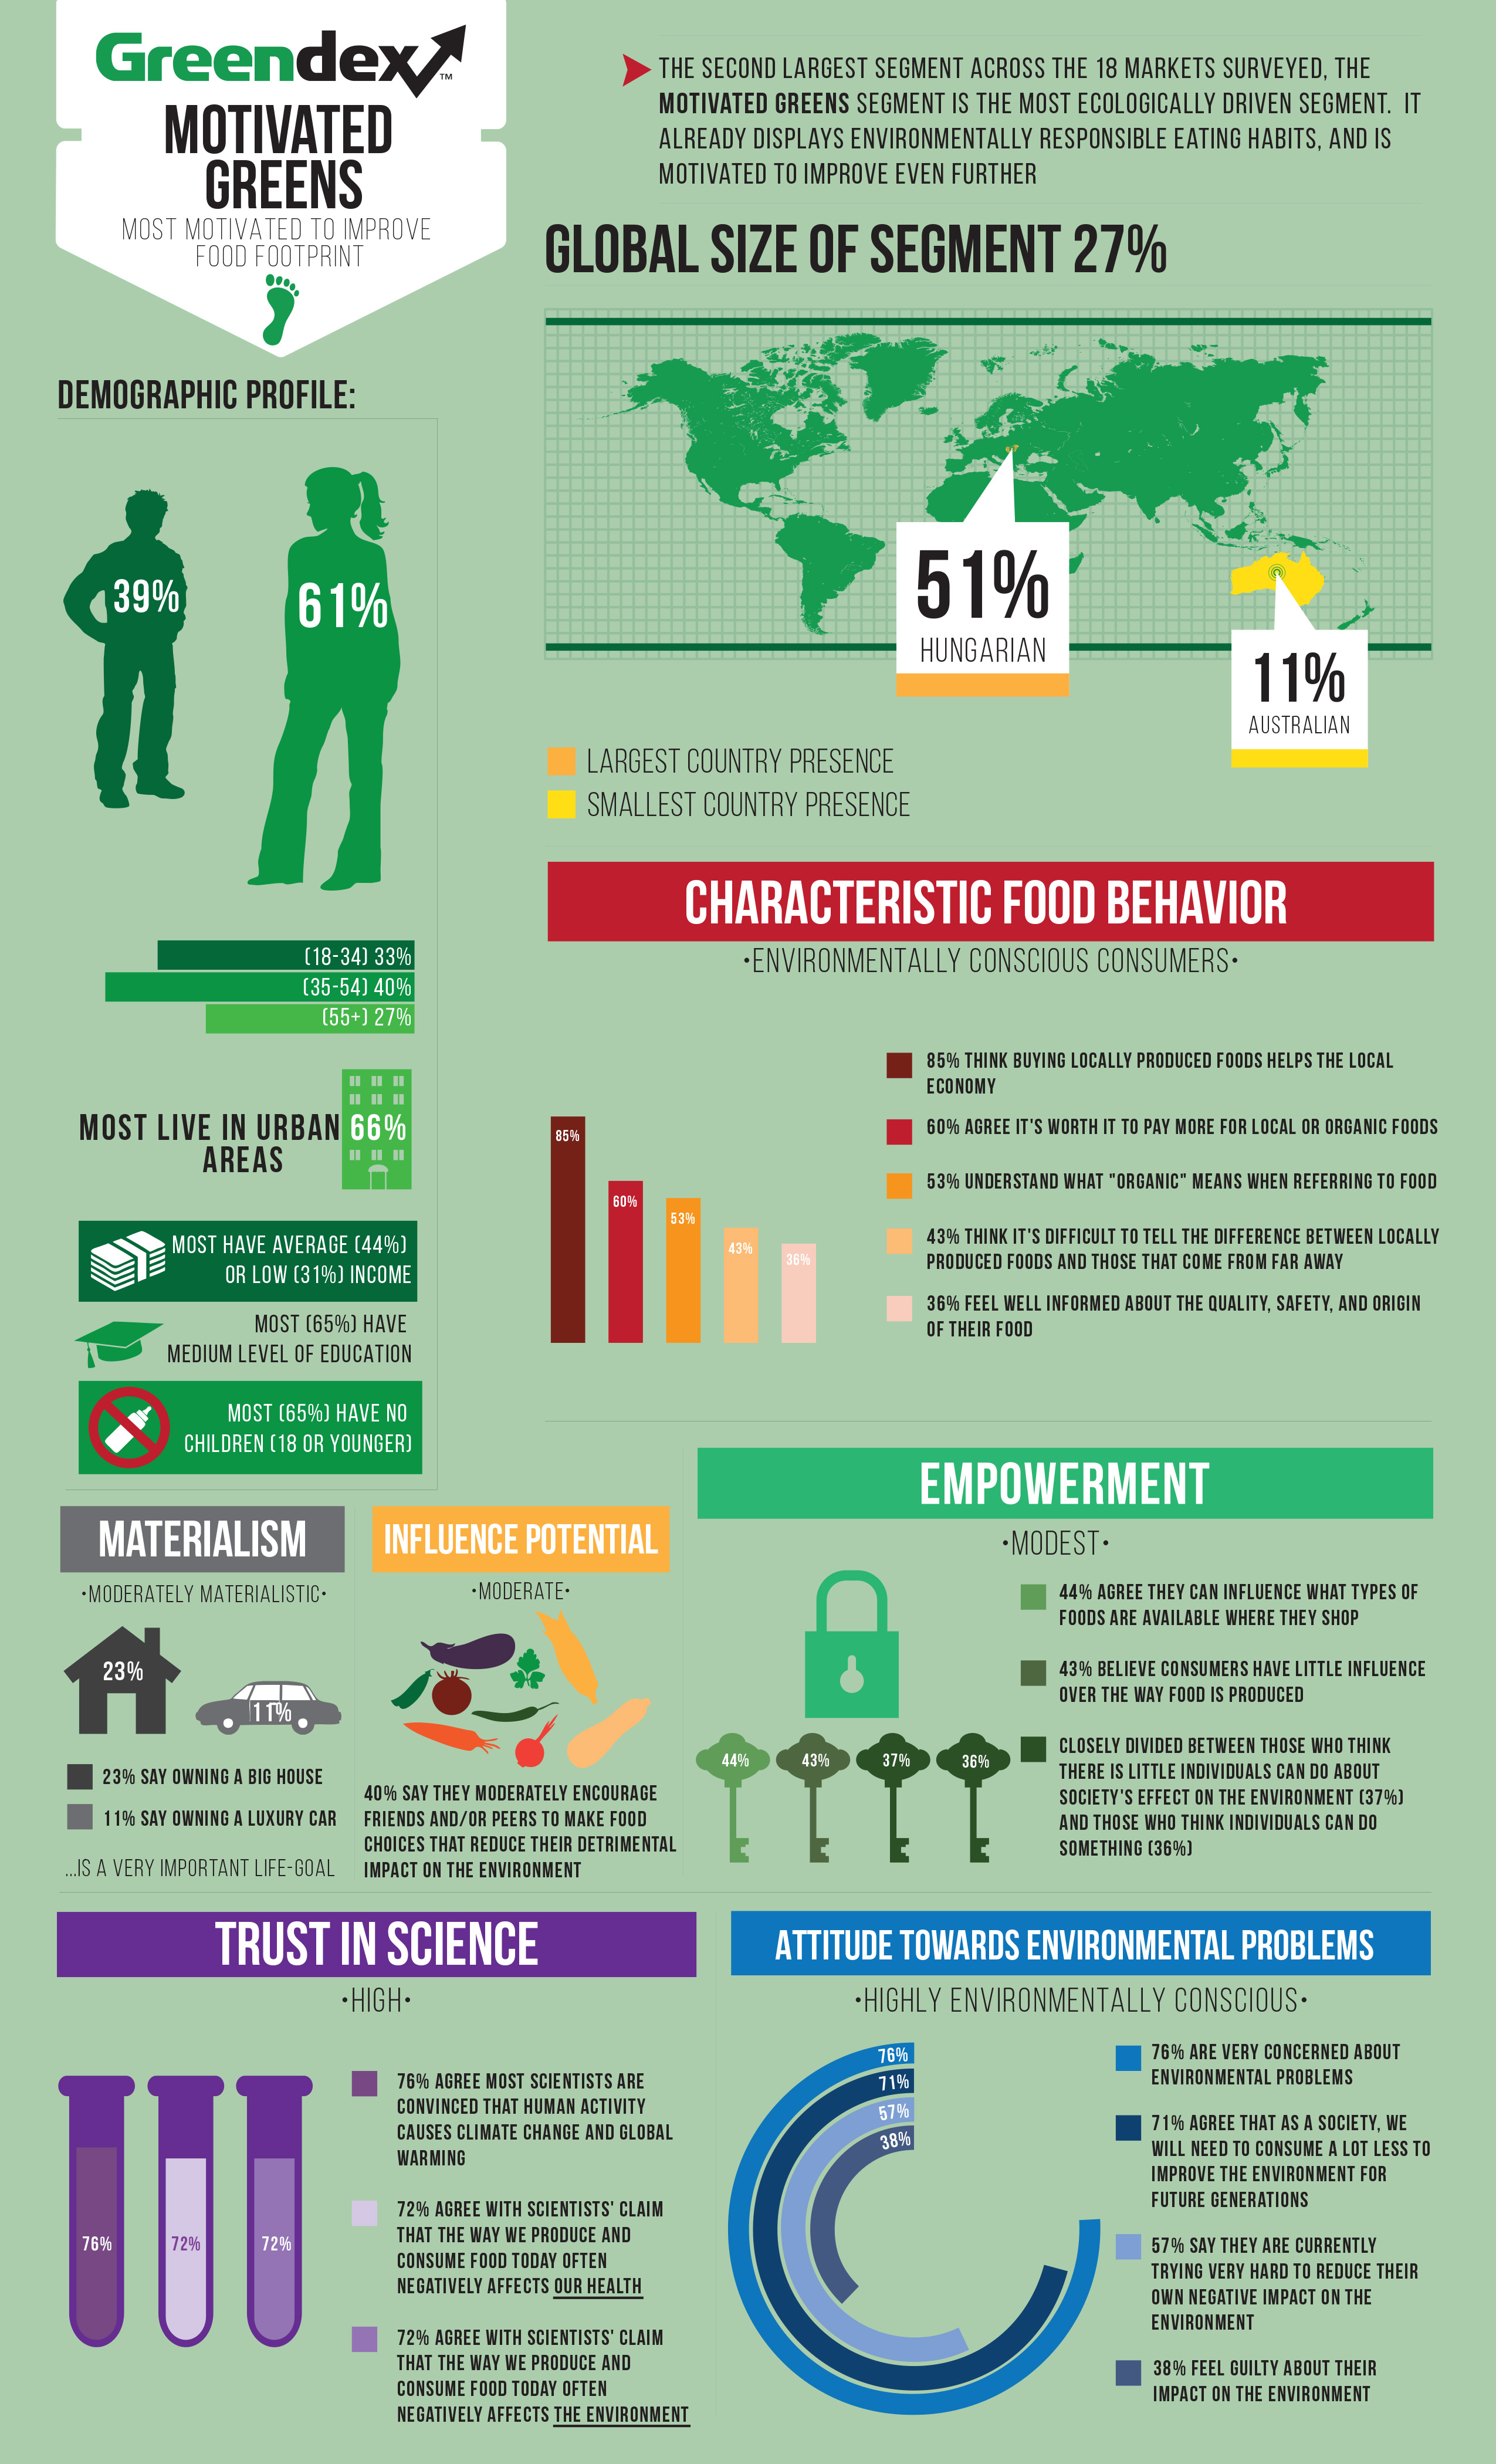 Greendex
TM
MOTIVATED
GREENS
MOST MOTIVATED TO IMPROVE
FOOD FOOTPRINT
THE SECOND LARGEST SEGMENT ACROSS THE 18 MARKETS SURVEYED, THE
MOTIVATED GREENS SEGMENT IS THE MOST ECOLOGICALLY DRIVEN SEGMENT. IT
ALREADY DISPLAYS ENVIRONMENTALLY RESPONSIBLE EATING HABITS, AND IS
MOTIVATED TO IMPROVE EVEN FURTHER
GLOBAL SIZE OF SEGMENT 27%
51%
HUNGARIAN
11%
AUSTRALIAN
LARGEST COUNTRY PRESENCE
SMALLEST COUNTRY PRESENCE
DEMOGRAPHIC PROFILE:
39%
61%
(18-34) 33%
(35-54) 40%
(55+) 27%
MOST LIVE IN URBAN
AREAS
66%
MOST HAVE AVERAGE (44%)
OR LOW (31%) INCOME
MOST (65%) HAVE
MEDIUM LEVEL OF EDUCATION
MOST (65%) HAVE NO
CHILDREN (18 OR YOUNGER)
CHARACTERISTIC FOOD BEHAVIOR
•ENVIRONMENTALLY CONSCIOUS CONSUMERS•
85%
60%
53%
43%
36%
85% THINK BUYING LOCALLY PRODUCED FOODS HELPS THE LOCAL
ECONOMY
60% AGREE IT'S WORTH IT TO PAY MORE FOR LOCAL OR ORGANIC FOODS
53% UNDERSTAND WHAT "ORGANIC" MEANS WHEN REFERRING TO FOOD
43% THINK IT'S DIFFICULT TO TELL THE DIFFERENCE BETWEEN LOCALLY
PRODUCED FOODS AND THOSE THAT COME FROM FAR AWAY
36% FEEL WELL INFORMED ABOUT THE QUALITY, SAFETY, AND ORIGIN
OF THEIR FOOD
MATERIALISM
•MODERATELY MATERIALISTIC•
23%
11%
23% SAY OWNING A BIG HOUSE
11% SAY OWNING A LUXURY CAR
...IS A VERY IMPORTANT LIFE-GOAL
INFLUENCE POTENTIAL
•MODERATE•
40% SAY THEY MODERATELY ENCOURAGE
FRIENDS AND/OR PEERS TO MAKE FOOD
CHOICES THAT REDUCE THEIR DETRIMENTAL
IMPACT ON THE ENVIRONMENT
EMPOWERMENT
•MODEST•
44%
43%
37%
36%
44% AGREE THEY CAN INFLUENCE WHAT TYPES OF
FOODS ARE AVAILABLE WHERE THEY SHOP
43% BELIEVE CONSUMERS HAVE LITTLE INFLUENCE
OVER THE WAY FOOD IS PRODUCED
CLOSELY DIVIDED BETWEEN THOSE WHO THINK
THERE IS LITTLE INDIVIDUALS CAN DO ABOUT
SOCIETY'S EFFECT ON THE ENVIRONMENT (37%)
AND THOSE WHO THINK INDIVIDUALS CAN DO
SOMETHING (36%)
TRUST IN SCIENCE
•HIGH•
76%
72%
72%
76% AGREE MOST SCIENTISTS ARE
CONVINCED THAT HUMAN ACTIVITY
CAUSES CLIMATE CHANGE AND GLOBAL
WARMING
72% AGREE WITH SCIENTISTS' CLAIM
THAT THE WAY WE PRODUCE AND
CONSUME FOOD TODAY OFTEN
NEGATIVELY AFFECTS OUR HEALTH
72% AGREE WITH SCIENTISTS' CLAIM
THAT THE WAY WE PRODUCE AND
CONSUME FOOD TODAY OFTEN
NEGATIVELY AFFECTS THE ENVIRONMENT
ATTITUDE TOWARDS ENVIRONMENTAL PROBLEMS
•HIGHLY ENVIRONMENTALLY CONSCIOUS•
76%
71%
57%
38%
76% ARE VERY CONCERNED ABOUT
ENVIRONMENTAL PROBLEMS
71% AGREE THAT AS A SOCIETY, WE
WILL NEED TO CONSUME A LOT LESS TO
IMPROVE THE ENVIRONMENT FOR
FUTURE GENERATIONS
57% SAY THEY ARE CURRENTLY
TRYING VERY HARD TO REDUCE THEIR
OWN NEGATIVE IMPACT ON THE
ENVIRONMENT
38% FEEL GUILTY ABOUT THEIR
IMPACT ON THE ENVIRONMENT